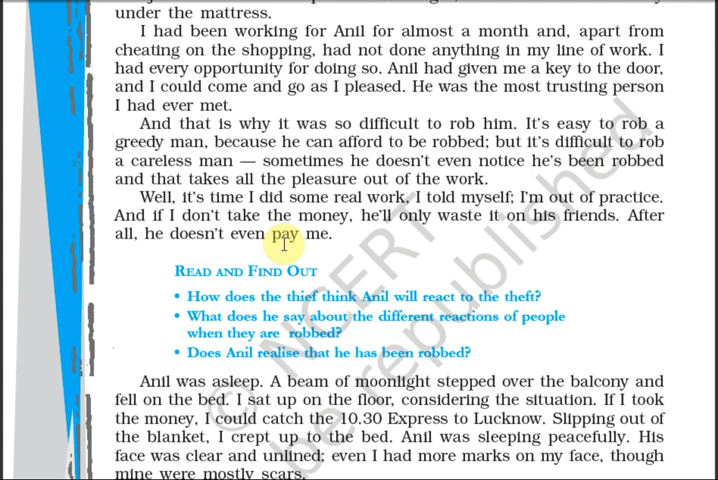 under the mattress.
I had been working for Anil for almost a month and, apart from
cheating on the shopping, had not done anything in my line of work. I
had every opportunity for doing so. Anil had given me a key to the door,
and I could come and go as I pleased. He was the most trusting person
I had ever met.
And that is why it was so difficult to rob him. It's easy to rob a
greedy man, because he can afford to be robbed; but it's difficult to rob
a careless man — sometimes he doesn't even notice he's been robbed
and that takes all the pleasure out of the work.
Well, it's time I did some real work, I told myself; I'm out of practice.
And if I don't take the money, he'll only waste it on his friends. After
all, he doesn't even pay me.
READ AND FIND OUT
• How does the thief think Anil will react to the theft?
• What does he say about the different reactions of people
when they are robbed?
• Does Anil realise that he has been robbed?
Anil was asleep. A beam of moonlight stepped over the balcony and
fell on the bed. I sat up on the floor, considering the situation. If I took
the money, I could catch the 10.30 Express to Lucknow. Slipping out of
the blanket, I crept up to the bed. Anil was sleeping peacefully. His
face was clear and unlined; even I had more marks on my face, though
mine were mostly scars.
© NCERT
be republished